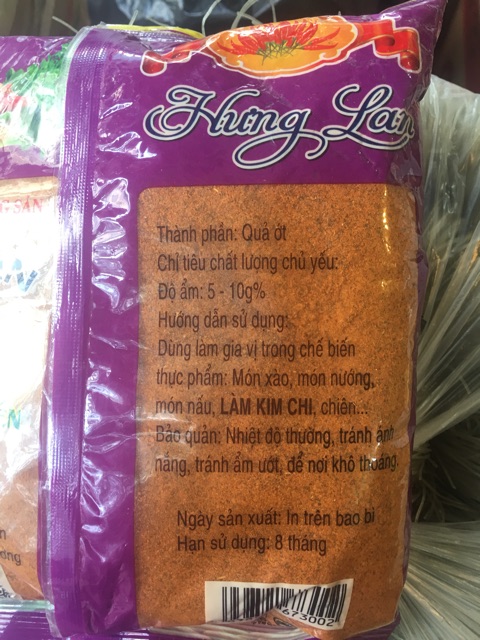 Hưng Lan
Thành phần: Quả ớt
Chỉ tiêu chất lượng chủ yếu:
Độ ẩm: 5 - 10g%
Hướng dẫn sử dụng:
Dùng làm gia vị trong chế biến
thực phẩm: Món xào, món nướng,
món nấu, LÀM KIM CHI, chiên...
Bảo quản: Nhiệt độ thường, tránh ánh
nắng, tránh ẩm ướt, để nơi khô thoáng.
Ngày sản xuất: In trên bao bì
Hạn sử dụng: 8 tháng
673002